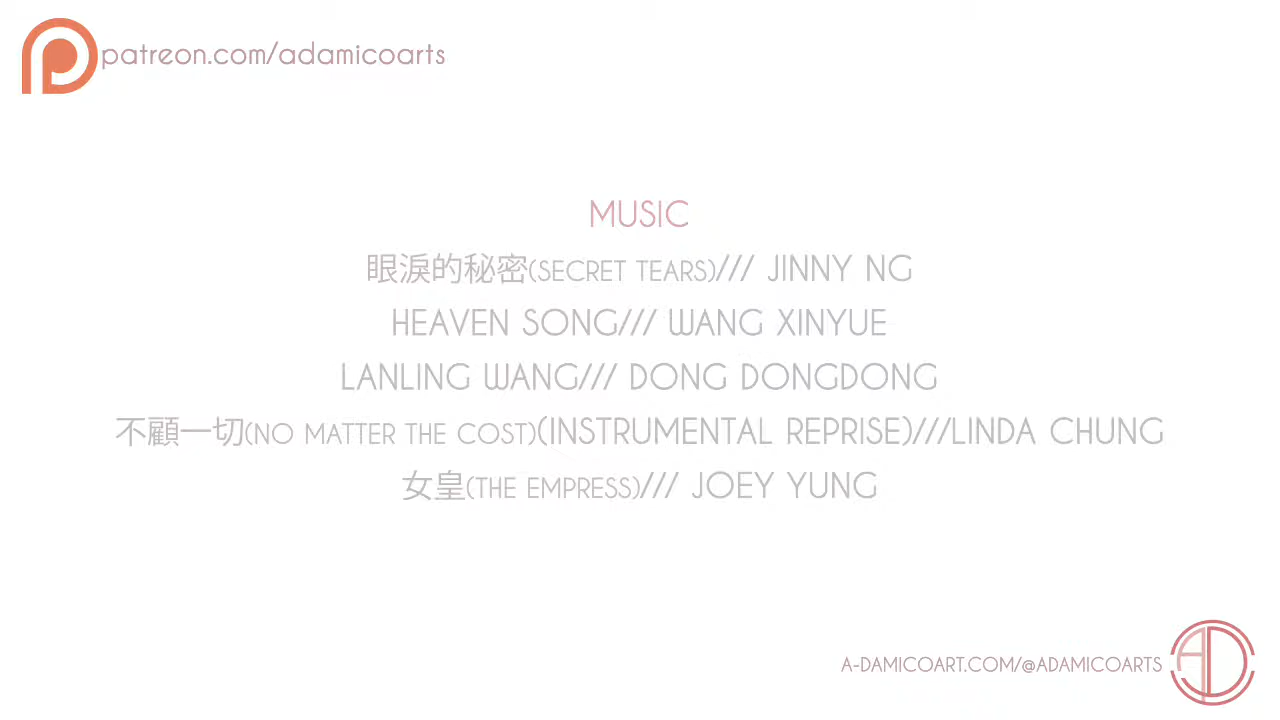 patreon.com/adamicoarts
MUSIC
眼淚的秘密(SECRET TEARS)/// JINNY NG
HEAVEN SONG/// WANG XINYUE
LANLING WANG/// DONG DONGDONG
不顧一切(NO MATTER THE COST)(INSTRUMENTAL REPRISE)///LINDA CHUNG
女皇(THE EMPRESS)/// JOEY YUNG
A-DAMICOART.COM/@ADAMICOARTS
AD